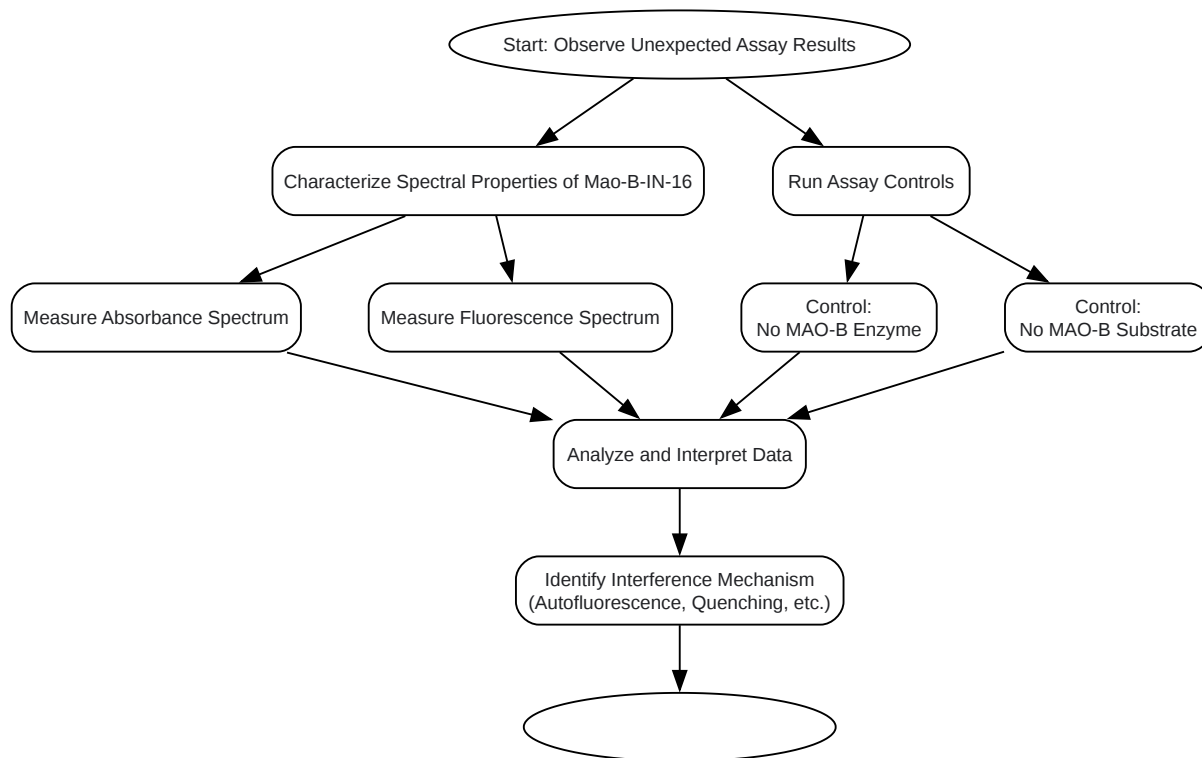 Start: Observe Unexpected Assay Results
Characterize Spectral Properties of Mao-B-IN-16
Run Assay Controls
Measure Absorbance Spectrum
Measure Fluorescence Spectrum
Control:
No MAO-B Enzyme
Control:
No MAO-B Substrate
Analyze and Interpret Data
Identify Interference Mechanism
(Autofluorescence, Quenching, etc.)